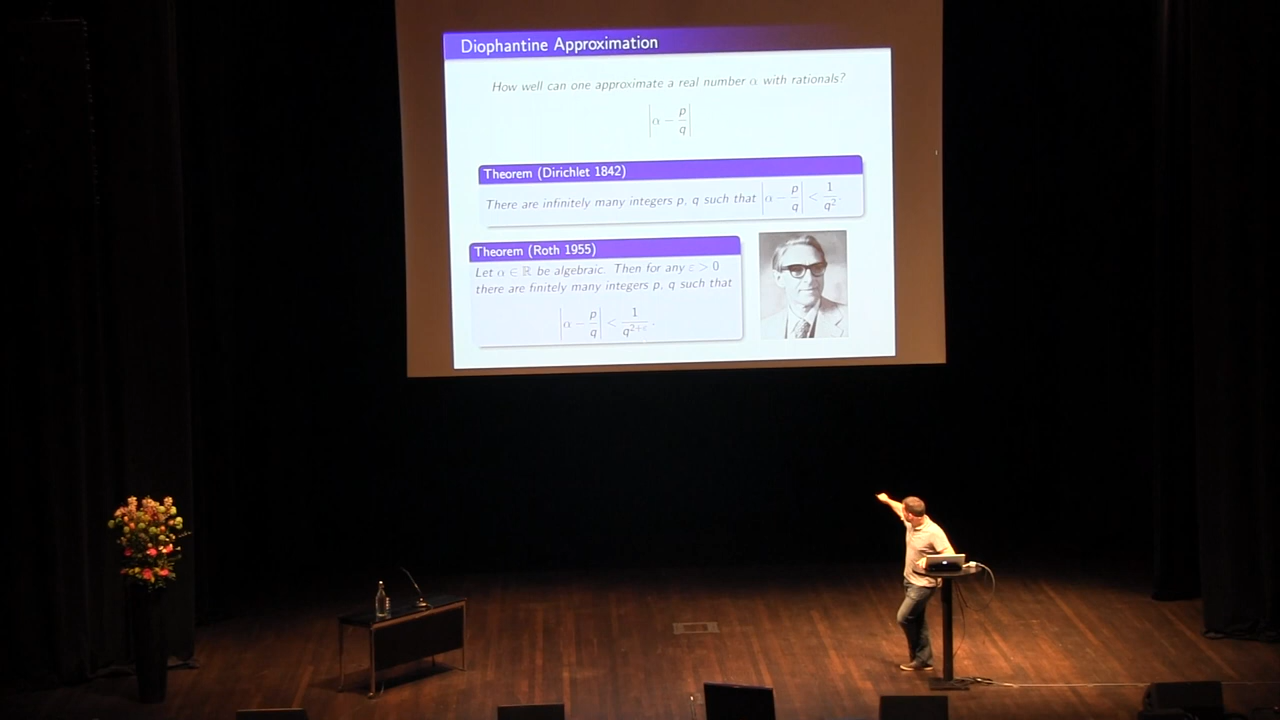 Diophantine Approximation
How well can one approximate a real number α with rationals?
|α − p/q|
Theorem (Dirichlet 1842)
There are infinitely many integers p, q such that |α − p/q| < 1/q².
Theorem (Roth 1955)
Let α ∈ ℝ be algebraic. Then for any ε > 0
there are finitely many integers p, q such that
|α − p/q| < 1/q²⁺ᵋ.